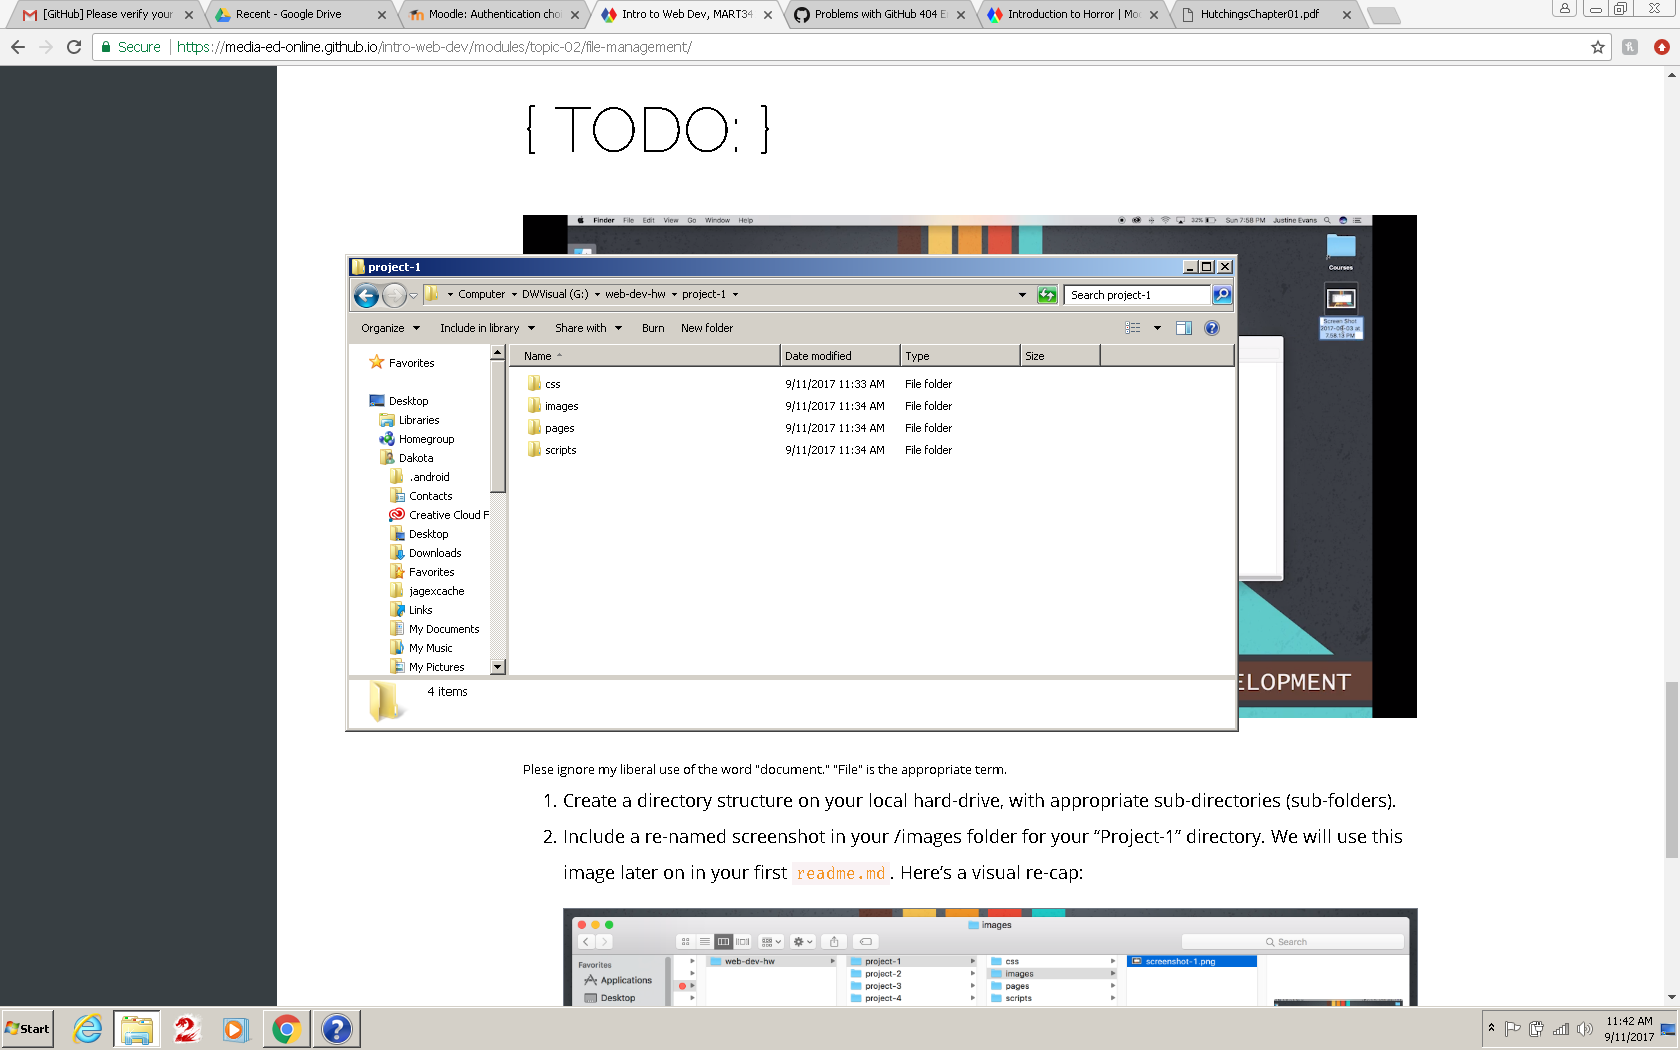 [GitHub] Please verify your
Recent - Google Drive
Moodle: Authentication choi
Intro to Web Dev, MART34
Problems with GitHub 404 E
Introduction to Horror | Mo
HutchingsChapter01.pdf
Secure https://media-ed-online.github.io/intro-web-dev/modules/topic-02/file-management/
{ TODO: }
Finder File Edit View Go Window Help
32% Sun 7:58 PM Justine Evans
Courses
Screen Shot
2017-09-03 at
7.58.13 PM
project-1
Computer DWVisual (G:) web-dev-hw project-1
Search project-1
Organize Include in library Share with Burn New folder
Name Date modified Type Size
css 9/11/2017 11:33 AM File folder
images 9/11/2017 11:34 AM File folder
pages 9/11/2017 11:34 AM File folder
scripts 9/11/2017 11:34 AM File folder
Favorites
Desktop
Libraries
Homegroup
Dakota
.android
Contacts
Creative Cloud F
Desktop
Downloads
Favorites
jagexcache
Links
My Documents
My Music
My Pictures
4 items
ELOPMENT
Plese ignore my liberal use of the word "document." "File" is the appropriate term.
1. Create a directory structure on your local hard-drive, with appropriate sub-directories (sub-folders).
2. Include a re-named screenshot in your /images folder for your “Project-1” directory. We will use this
image later on in your first readme.md. Here’s a visual re-cap:
images
Search
Favorites
Applications
Desktop
web-dev-hw
project-1
project-2
project-3
project-4
css
images
pages
scripts
screenshot-1.png
Start
11:42 AM
9/11/2017